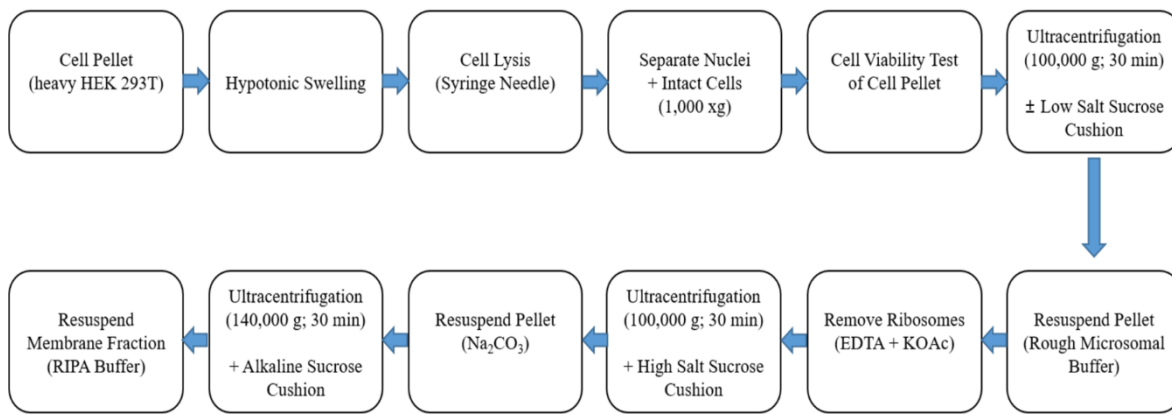 Cell Pellet
(heavy HEK 293T)
Hypotonic Swelling
Cell Lysis
(Syringe Needle)
Separate Nuclei
+ Intact Cells
(1,000 xg)
Cell Viability Test
of Cell Pellet
Ultracentrifugation
(100,000 g; 30 min)
± Low Salt Sucrose
Cushion
Resuspend Pellet
(Rough Microsomal
Buffer)
Remove Ribosomes
(EDTA + KOAc)
Ultracentrifugation
(100,000 g; 30 min)
+ High Salt Sucrose
Cushion
Resuspend Pellet
(Na₂CO₃)
Ultracentrifugation
(140,000 g; 30 min)
+ Alkaline Sucrose
Cushion
Resuspend
Membrane Fraction
(RIPA Buffer)